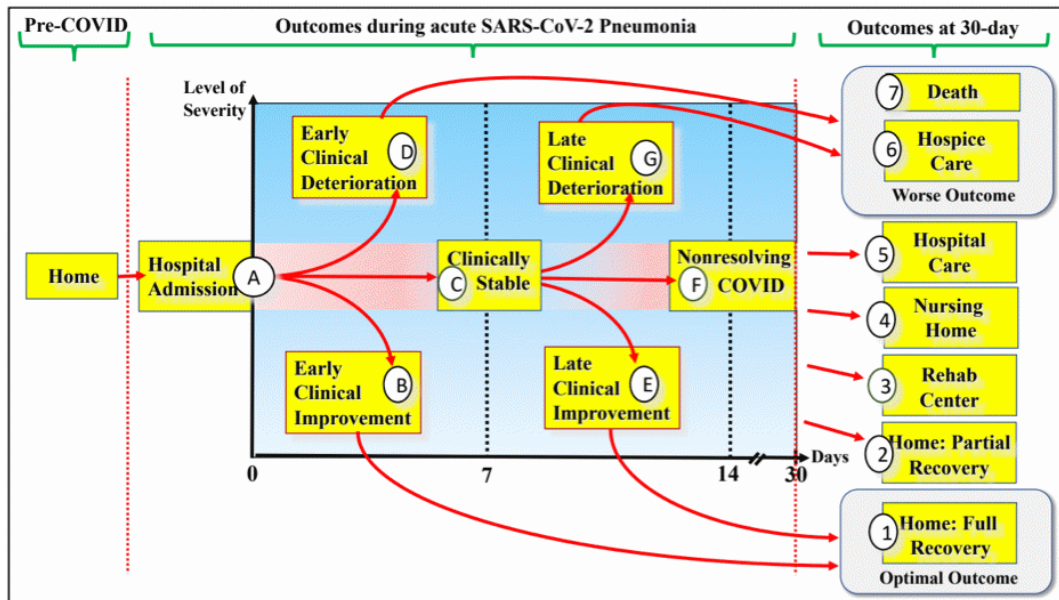 Pre-COVID
Outcomes during acute SARS-CoV-2 Pneumonia
Outcomes at 30-day
Level of
Severity
Early
Clinical
Deterioration
D
Late
Clinical
Deterioration
G
7
Death
6
Hospice
Care
Worse Outcome
Home
Hospital
Admission
A
Clinically
Stable
C
Nonresolving
COVID
F
5
Hospital
Care
4
Nursing
Home
3
Rehab
Center
Early
Clinical
Improvement
B
Late
Clinical
Improvement
E
2
Home: Partial
Recovery
0
7
14
30
Days
1
Home: Full
Recovery
Optimal Outcome